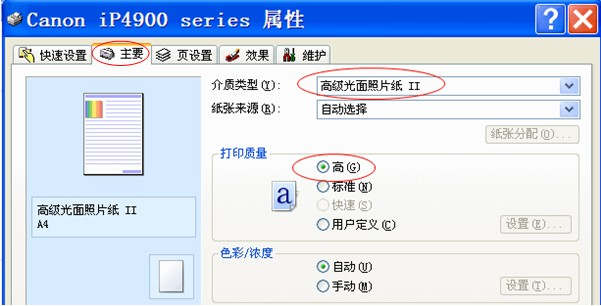 Canon iP4900 series 属性
快速设置 主要 页设置 效果 维护
介质类型(Y): 高级光面照片纸 II
纸张来源(R): 自动选择
纸张分配(O)...
打印质量
高(G)
标准(N)
快速(S)
用户定义(C) 设置(E)...
a
高级光面照片纸 II
A4
色彩/浓度
自动(U)
手动(M) 设置(T)...